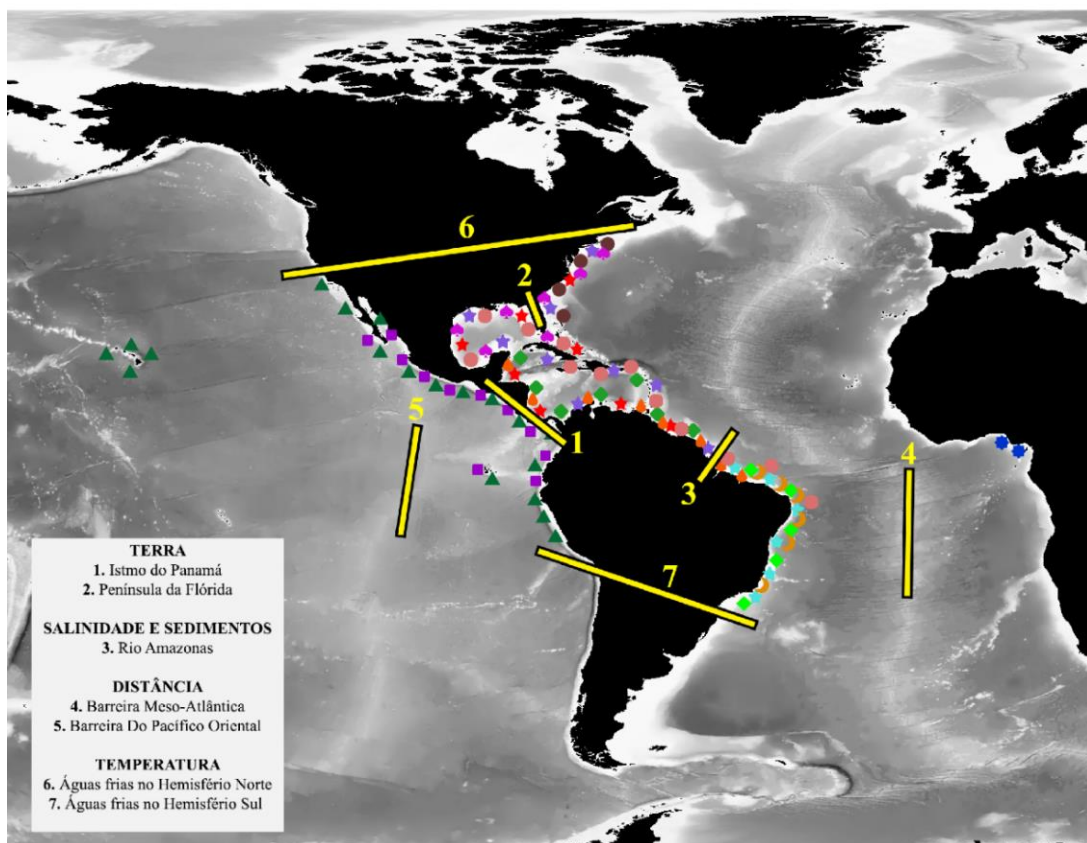 6
2
5
1
3
4
7
TERRA
1. Istmo do Panamá
2. Península da Flórida
SALINIDADE E SEDIMENTOS
3. Rio Amazonas
DISTÂNCIA
4. Barreira Meso-Atlântica
5. Barreira Do Pacífico Oriental
TEMPERATURA
6. Águas frias no Hemisfério Norte
7. Águas frias no Hemisfério Sul